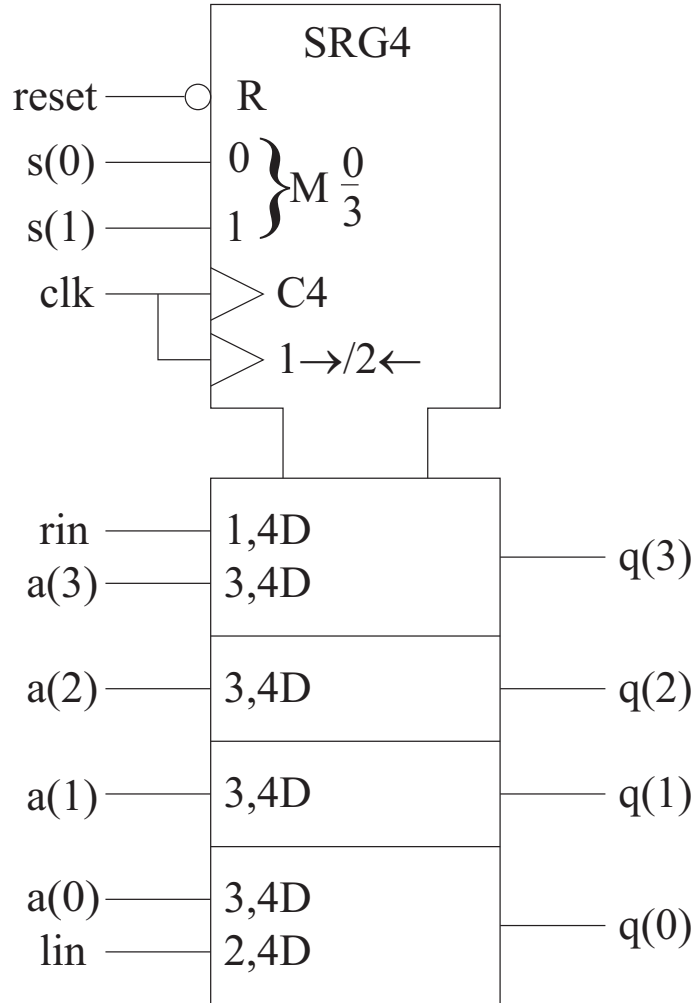 SRG4
reset R
s(0) 0 } M 0/3
s(1) 1
clk C4
1→/2←
rin 1,4D
q(3)
a(3) 3,4D
a(2) 3,4D q(2)
a(1) 3,4D q(1)
a(0) 3,4D
q(0)
lin 2,4D